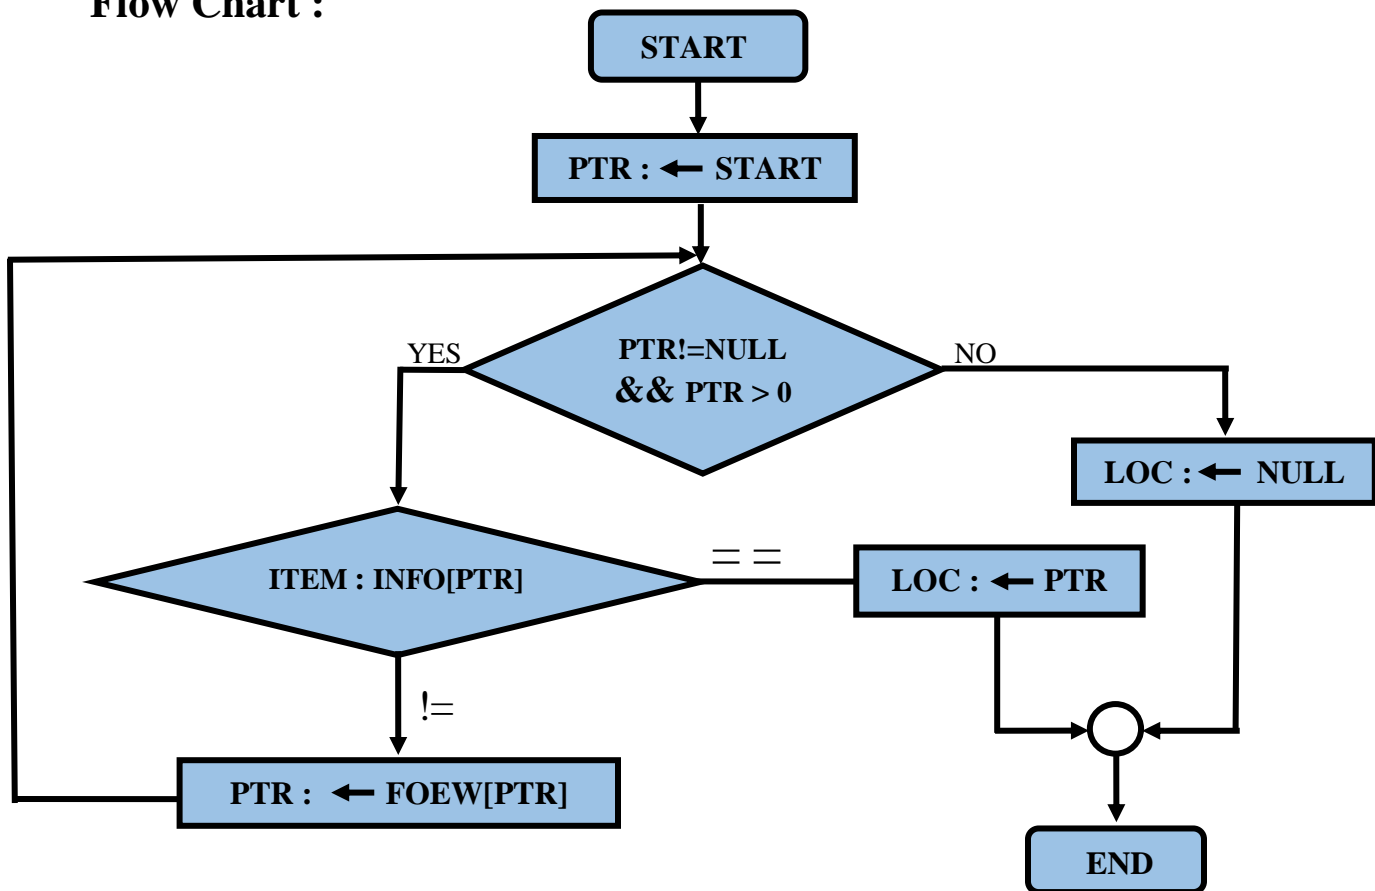 Flow Chart :
START
PTR : ← START
PTR!=NULL
&& PTR > 0
YES
NO
LOC : ← NULL
ITEM : INFO[PTR]
= =
LOC : ← PTR
!=
PTR : ← FOEW[PTR]
END